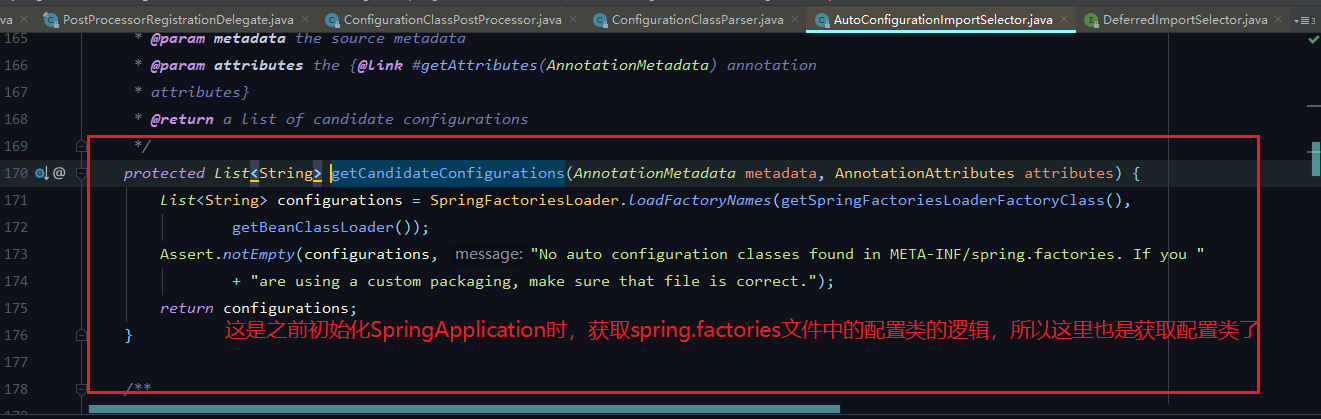 ava
PostProcessorRegistrationDelegate.java
ConfigurationClassPostProcessor.java
ConfigurationClassParser.java
AutoConfigurationImportSelector.java
DeferredImportSelector.java
3
165 * @param metadata the source metadata
166 * @param attributes the {@link #getAttributes(AnnotationMetadata) annotation
167 * attributes}
168 * @return a list of candidate configurations
169 */
170 @ protected List<String> getCandidateConfigurations(AnnotationMetadata metadata, AnnotationAttributes attributes) {
171 List<String> configurations = SpringFactoriesLoader.loadFactoryNames(getSpringFactoriesLoaderFactoryClass(),
172 getBeanClassLoader());
173 Assert.notEmpty(configurations, message: "No auto configuration classes found in META-INF/spring.factories. If you "
174 + "are using a custom packaging, make sure that file is correct.");
175 return configurations;
这是之前初始化SpringApplication时，获取spring.factories文件中的配置类的逻辑，所以这里也是获取配置类了
176 }
177
178 /**